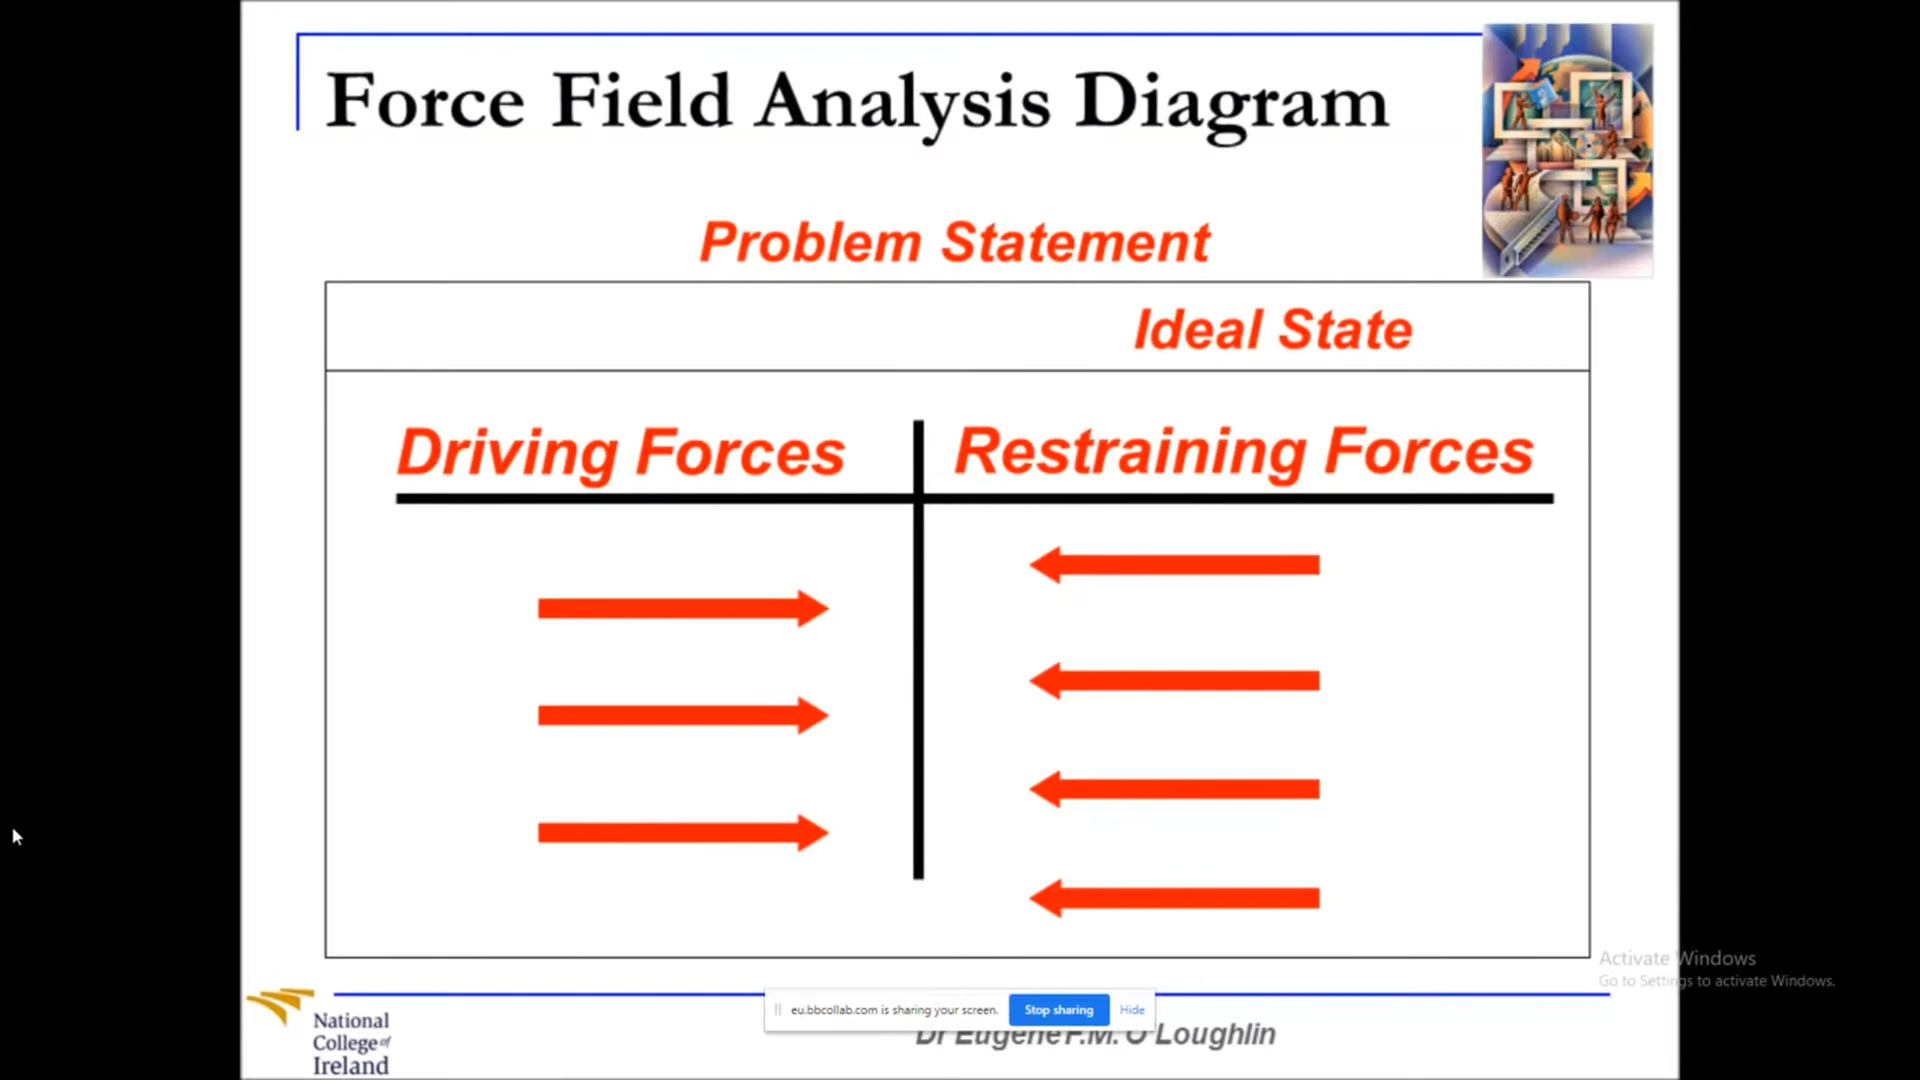 Force Field Analysis Diagram
Problem Statement
Ideal State
Driving Forces
Restraining Forces
Activate Windows
Go to Settings to activate Windows.
eu.bbcollab.com is sharing your screen.
Stop sharing
Hide
Dr Eugene F.M. O'Loughlin
National
College of
Ireland